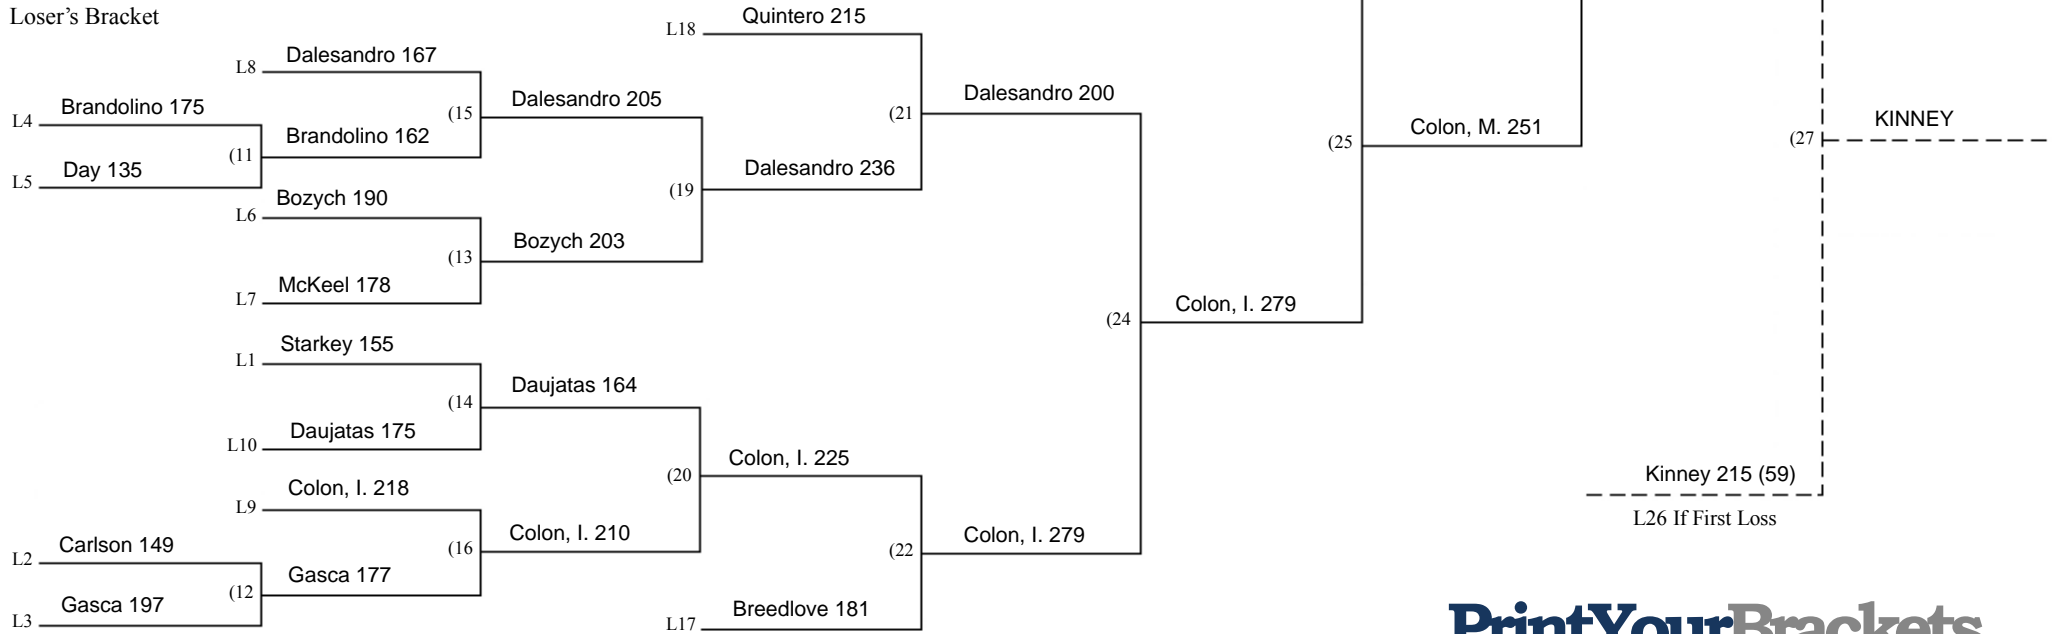 Loser's Bracket
L18 Quintero 215
L8 Dalesandro 167
L4 Brandolino 175
(15 Dalesandro 205
(21 Dalesandro 200
(11 Brandolino 162
(25 Colon, M. 251
(27 KINNEY
L5 Day 135
(19 Dalesandro 236
L6 Bozych 190
(13 Bozych 203
L7 McKeel 178
(24 Colon, I. 279
L1 Starkey 155
(14 Daujatas 164
L10 Daujatas 175
(20 Colon, I. 225
Kinney 215 (59)
L26 If First Loss
L9 Colon, I. 218
(16 Colon, I. 210
(22 Colon, I. 279
L2 Carlson 149
(12 Gasca 177
L3 Gasca 197
L17 Breedlove 181
PrintYourBrackets